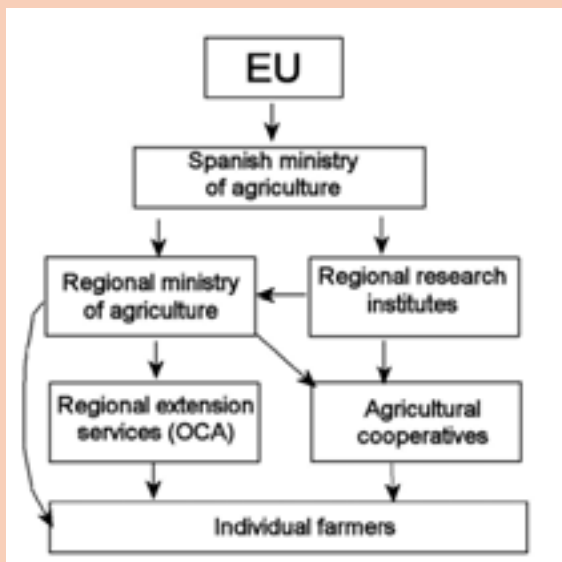 EU
Spanish ministry
of agriculture
Regional ministry
of agriculture
Regional research
institutes
Regional extension
services (OCA)
Agricultural
cooperatives
Individual farmers